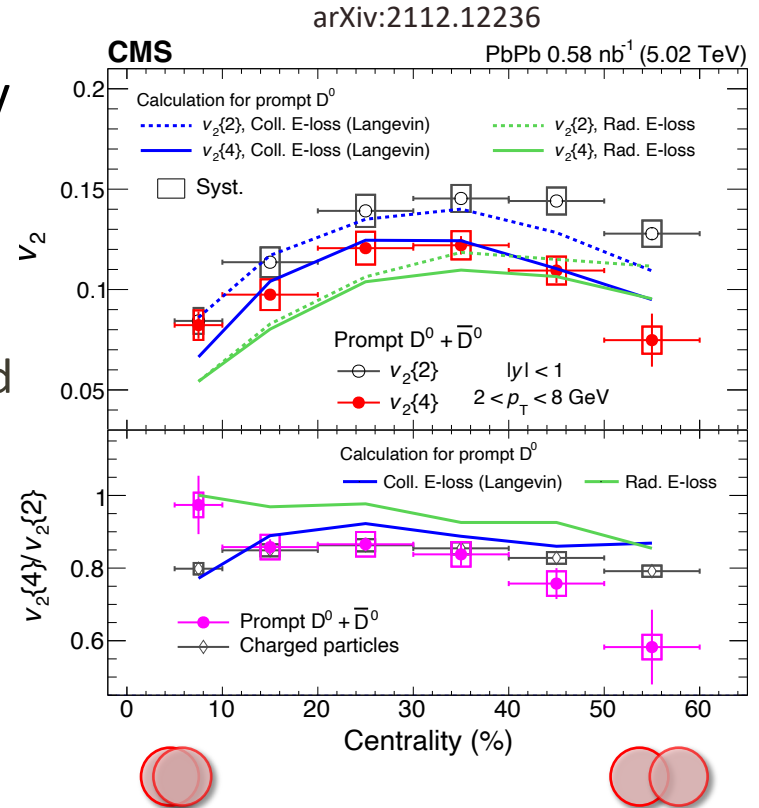 arXiv:2112.12236
CMS PbPb 0.58 nb⁻¹ (5.02 TeV)
y
0.2
Calculation for prompt D⁰
v₂{2}, Coll. E-loss (Langevin) v₂{2}, Rad. E-loss
v₂{4}, Coll. E-loss (Langevin) v₂{4}, Rad. E-loss
Syst.
0.15
v₂
0.1
Prompt D⁰ + D̅⁰
v₂{2} |y| < 1
d
v₂{4} 2 < p_T < 8 GeV
0.05
Calculation for prompt D⁰
Coll. E-loss (Langevin) Rad. E-loss
1
v₂{4}/v₂{2}
0.8
Prompt D⁰ + D̅⁰
Charged particles
0.6
0 10 20 30 40 50 60
Centrality (%)